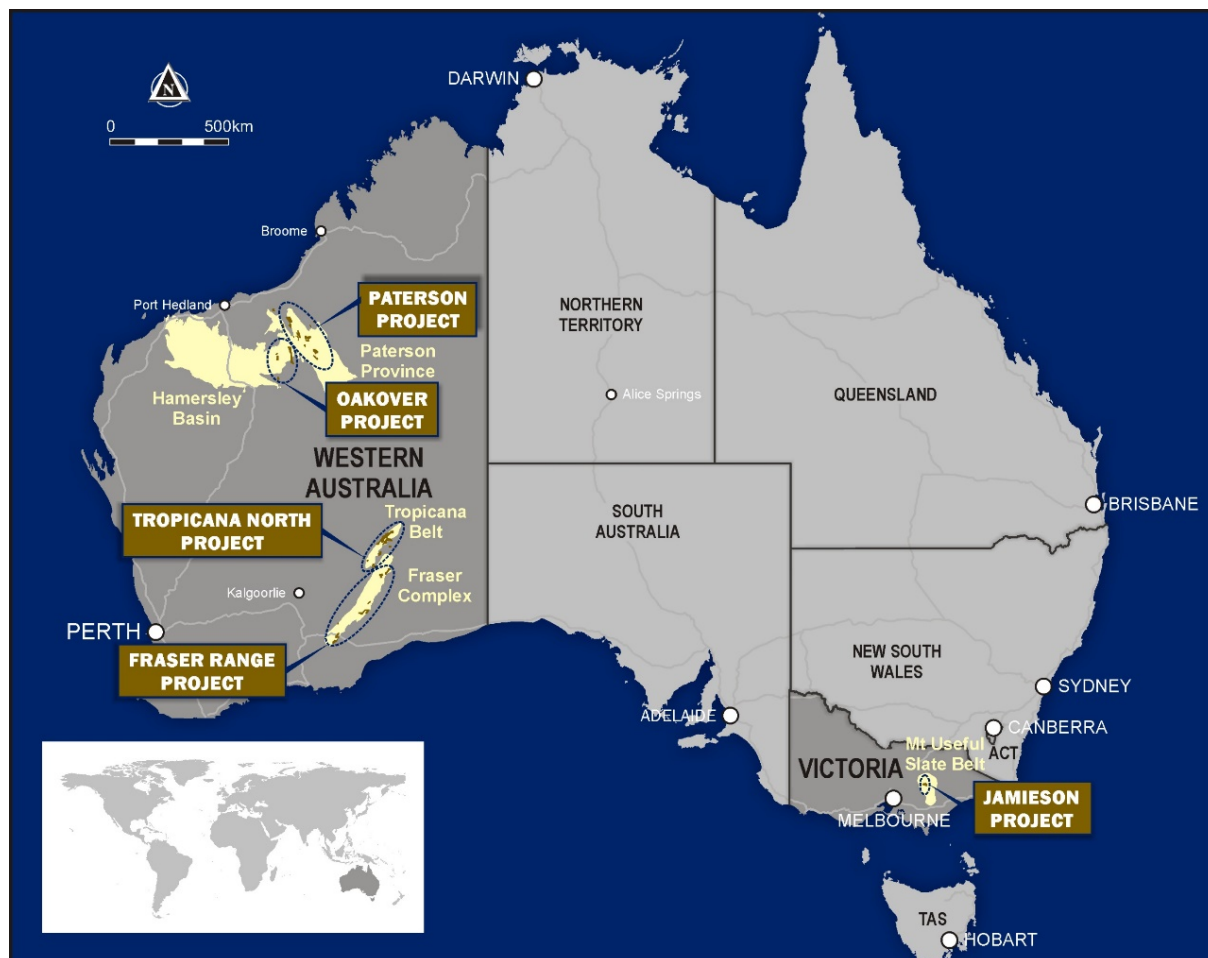 DARWIN
N
0 500km
Broome
Port Hedland
PATERSON
PROJECT
NORTHERN
TERRITORY
Paterson
Province
Hamersley
Basin
OAKOVER
PROJECT
Alice Springs
QUEENSLAND
WESTERN
AUSTRALIA
TROPICANA NORTH
PROJECT
Tropicana
Belt
SOUTH
AUSTRALIA
BRISBANE
Kalgoorlie
Fraser
Complex
PERTH
FRASER RANGE
PROJECT
NEW SOUTH
WALES
SYDNEY
ADELAIDE
CANBERRA
ACT
Mt Useful
Slate Belt
VICTORIA
JAMIESON
PROJECT
MELBOURNE
TAS
HOBART